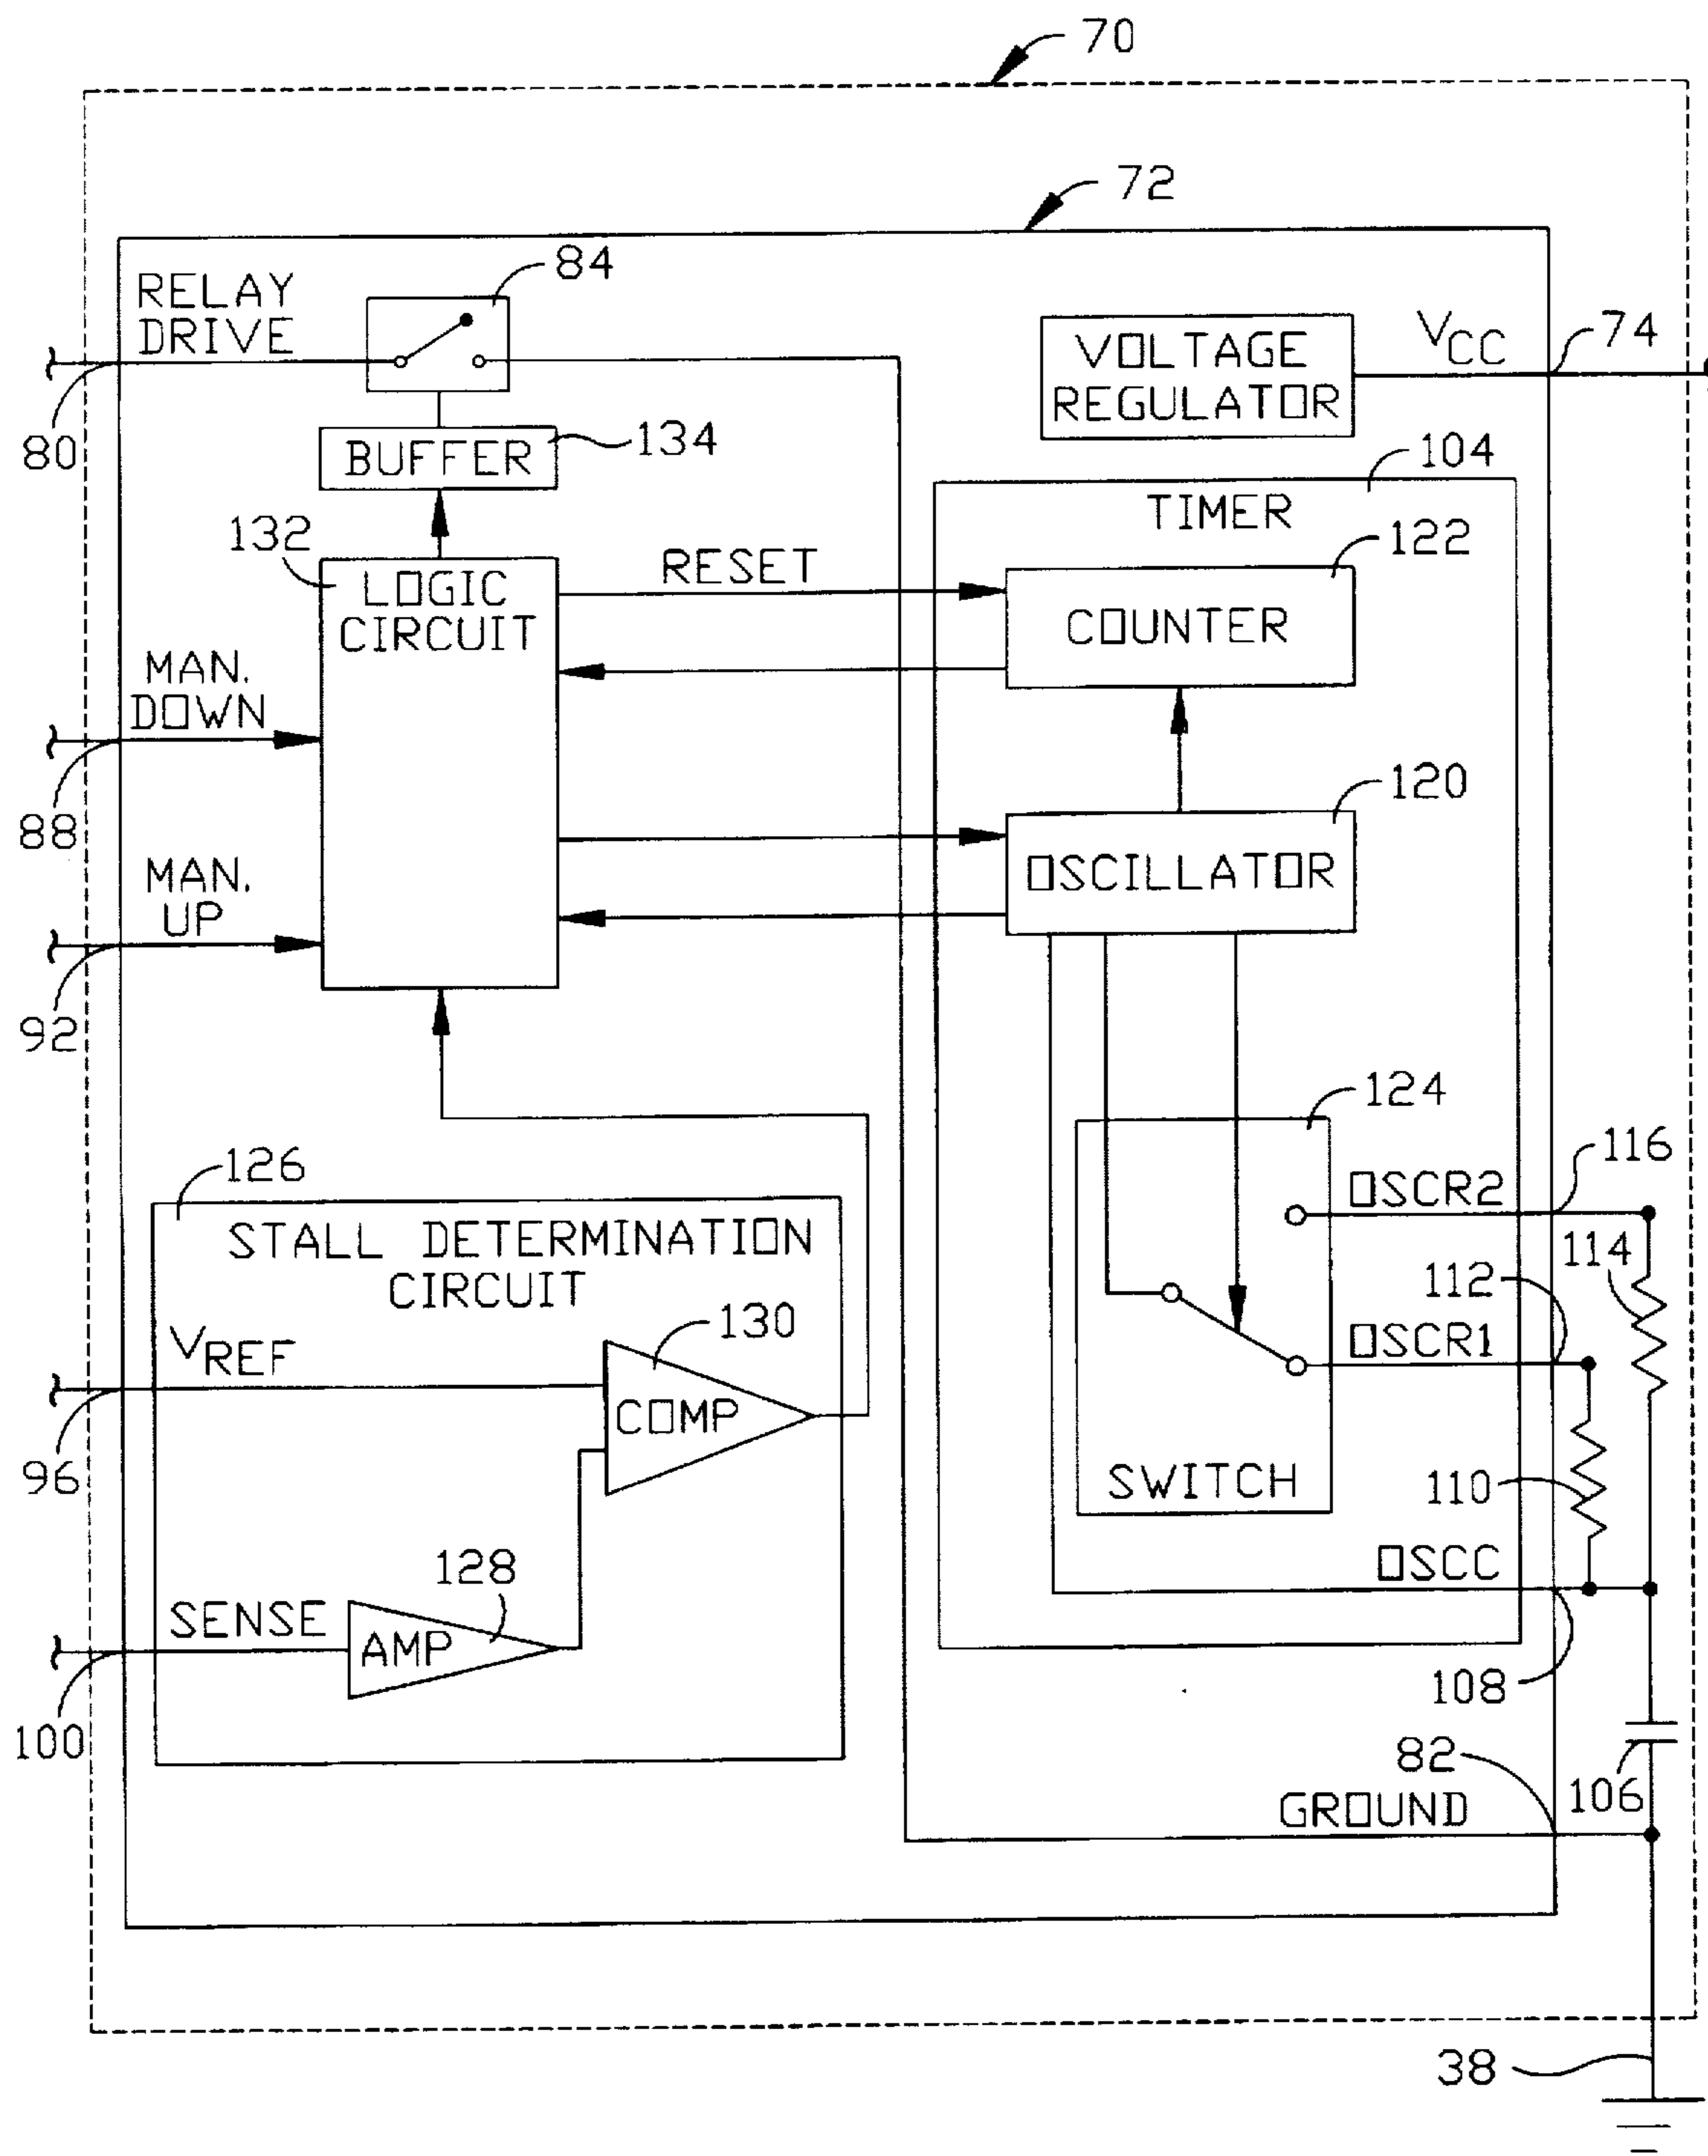 70
72
84
RELAY
DRIVE
80
BUFFER
134
VOLTAGE
REGULATOR
VCC
74
104
TIMER
132
LOGIC
CIRCUIT
RESET
122
COUNTER
MAN.
DOWN
88
120
OSCILLATOR
MAN.
UP
92
124
116
OSCR2
114
112
OSCR1
110
SWITCH
OSCC
108
126
STALL DETERMINATION
CIRCUIT
VREF
130
COMP
96
128
SENSE
AMP
100
82
GROUND
106
38